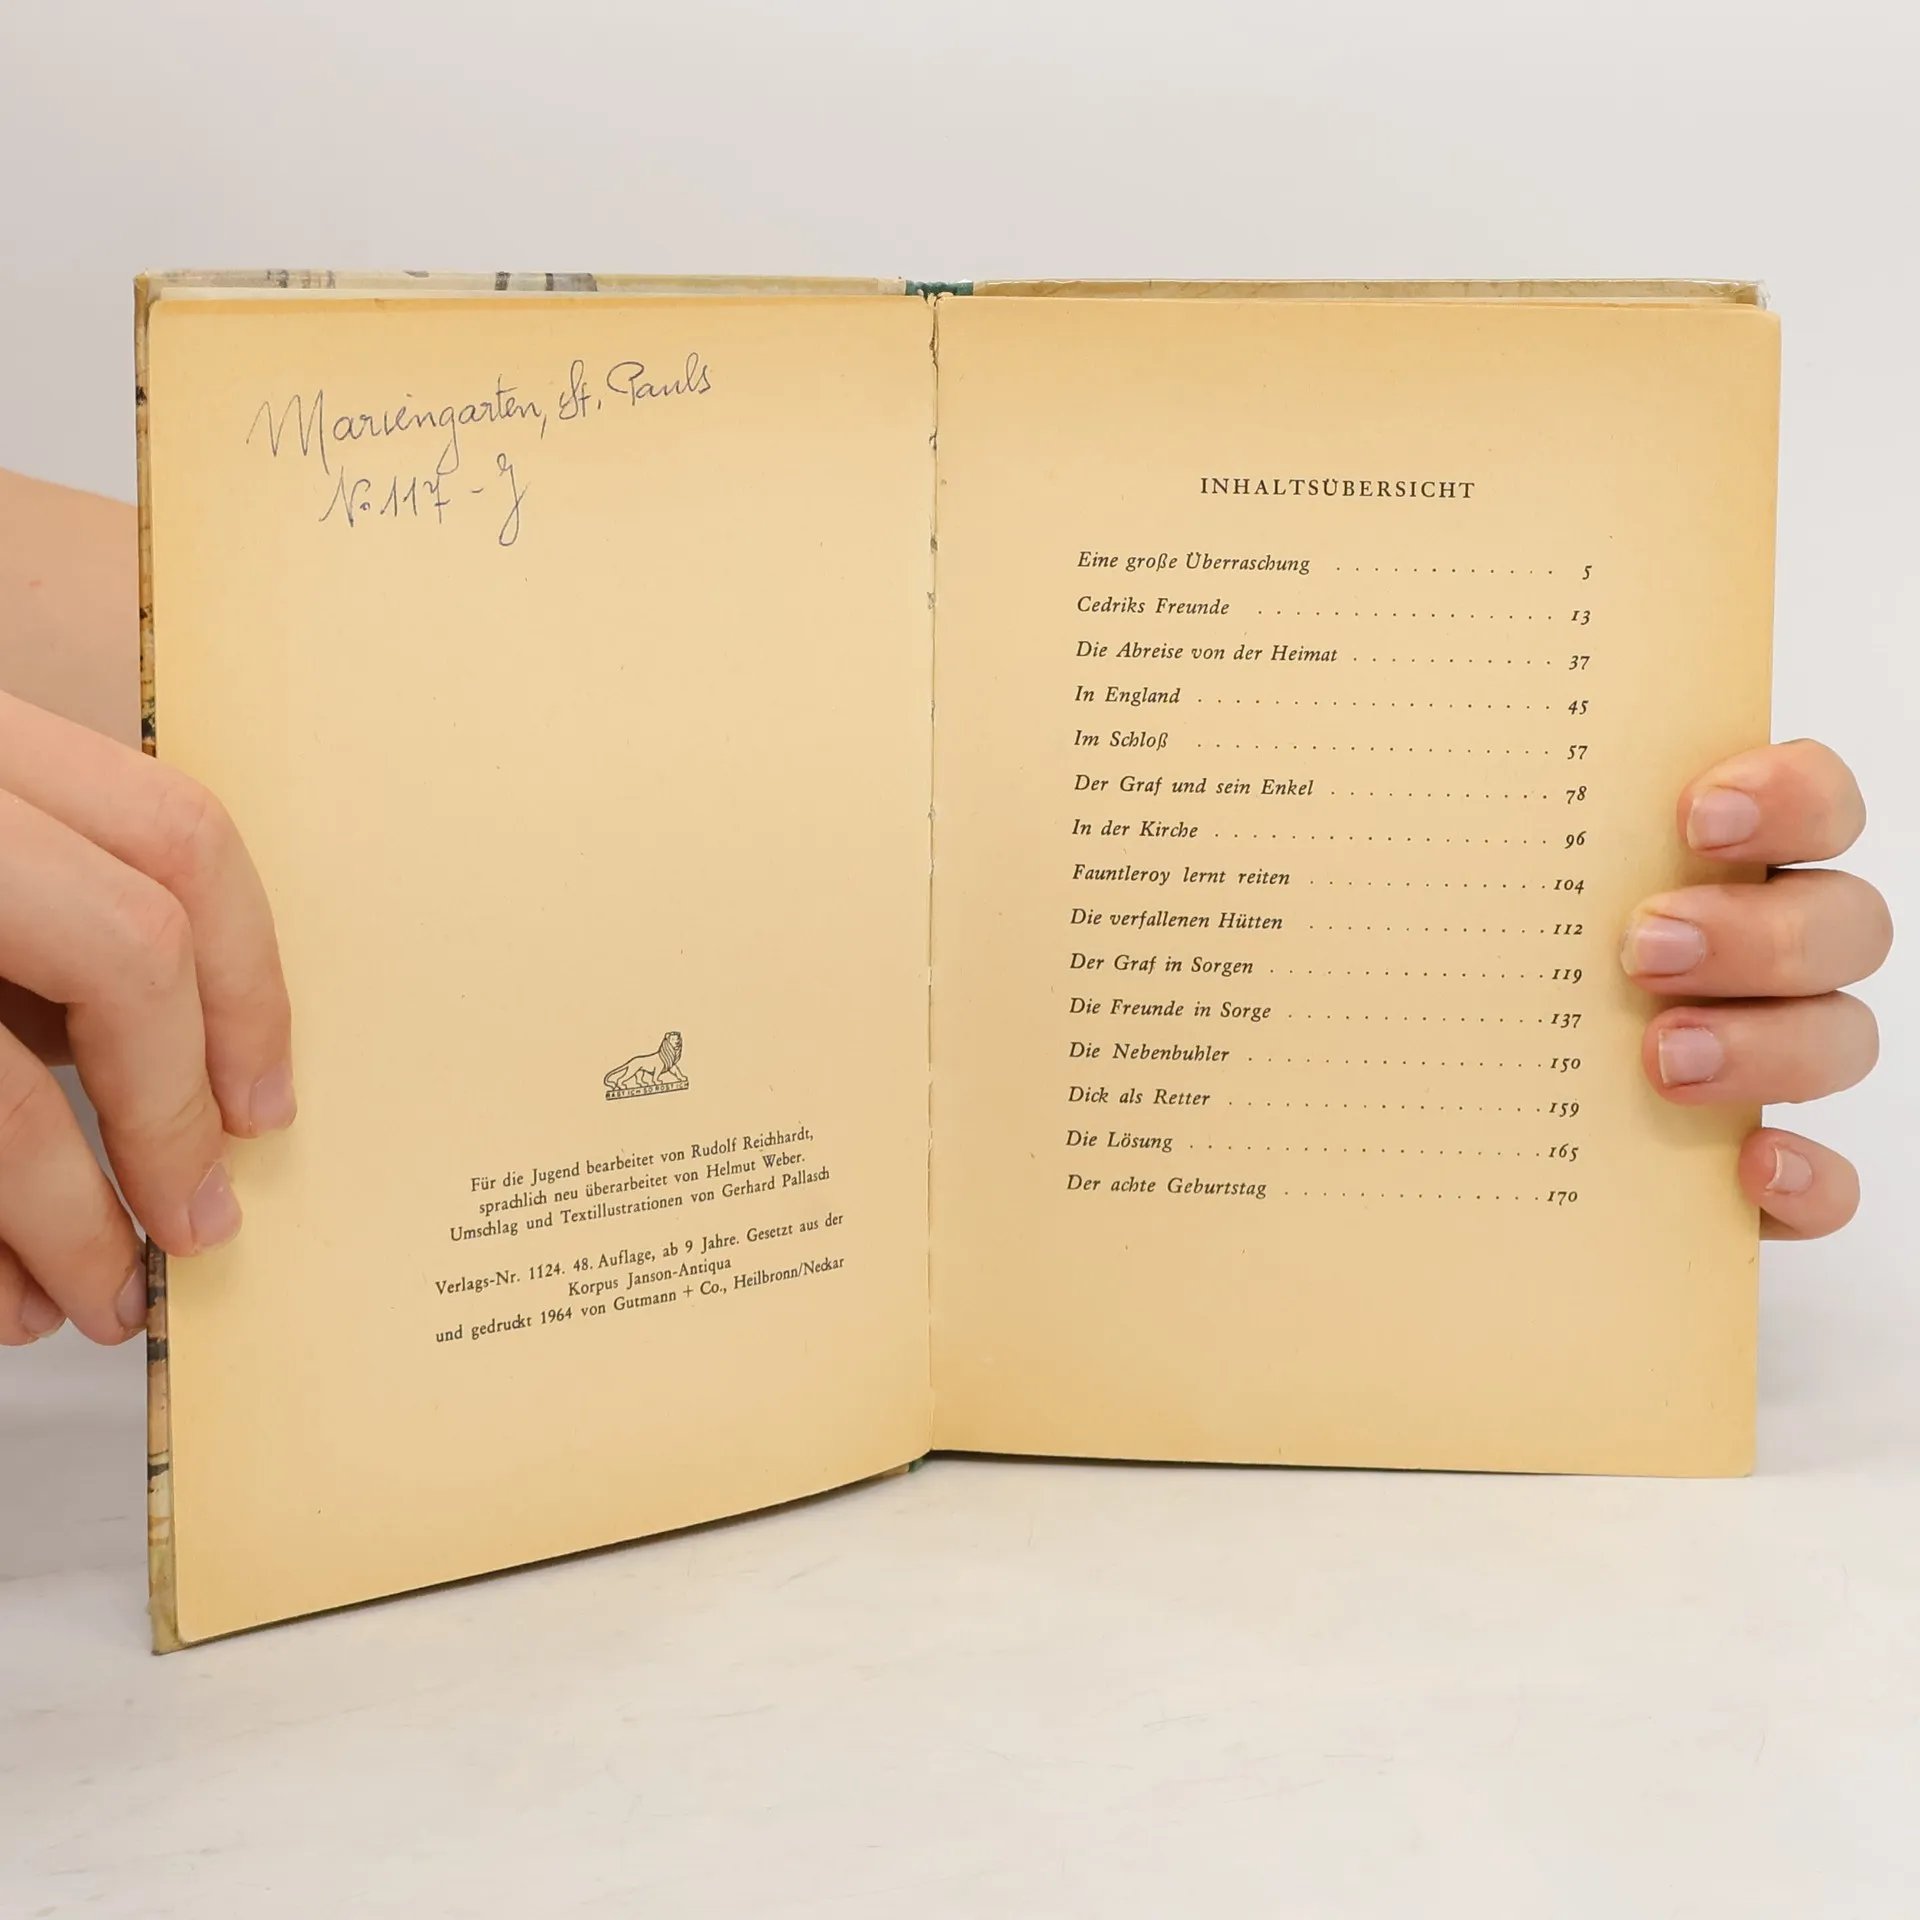 Mariengarten, St. Pauls
No 117 - J
RAST ICH SO ROST ICH
Für die Jugend bearbeitet von Rudolf Reichhardt,
sprachlich neu überarbeitet von Helmut Weber.
Umschlag und Textillustrationen von Gerhard Pallasch
Verlags-Nr. 1124. 48. Auflage, ab 9 Jahre. Gesetzt aus der
Korpus Janson-Antiqua
und gedruckt 1964 von Gutmann + Co., Heilbronn/Neckar
INHALTSÜBERSICHT
Eine große Überraschung . . . . . . . . . . . . 5
Cedriks Freunde . . . . . . . . . . . . . . . . 13
Die Abreise von der Heimat . . . . . . . . . . . 37
In England . . . . . . . . . . . . . . . . . . . 45
Im Schloß . . . . . . . . . . . . . . . . . . . 57
Der Graf und sein Enkel . . . . . . . . . . . . 78
In der Kirche . . . . . . . . . . . . . . . . . . 96
Fauntleroy lernt reiten . . . . . . . . . . . . . 104
Die verfallenen Hütten . . . . . . . . . . . . . 112
Der Graf in Sorgen . . . . . . . . . . . . . . . 119
Die Freunde in Sorge . . . . . . . . . . . . . . 137
Die Nebenbuhler . . . . . . . . . . . . . . . . 150
Dick als Retter . . . . . . . . . . . . . . . . . 159
Die Lösung . . . . . . . . . . . . . . . . . . . 165
Der achte Geburtstag . . . . . . . . . . . . . . 170